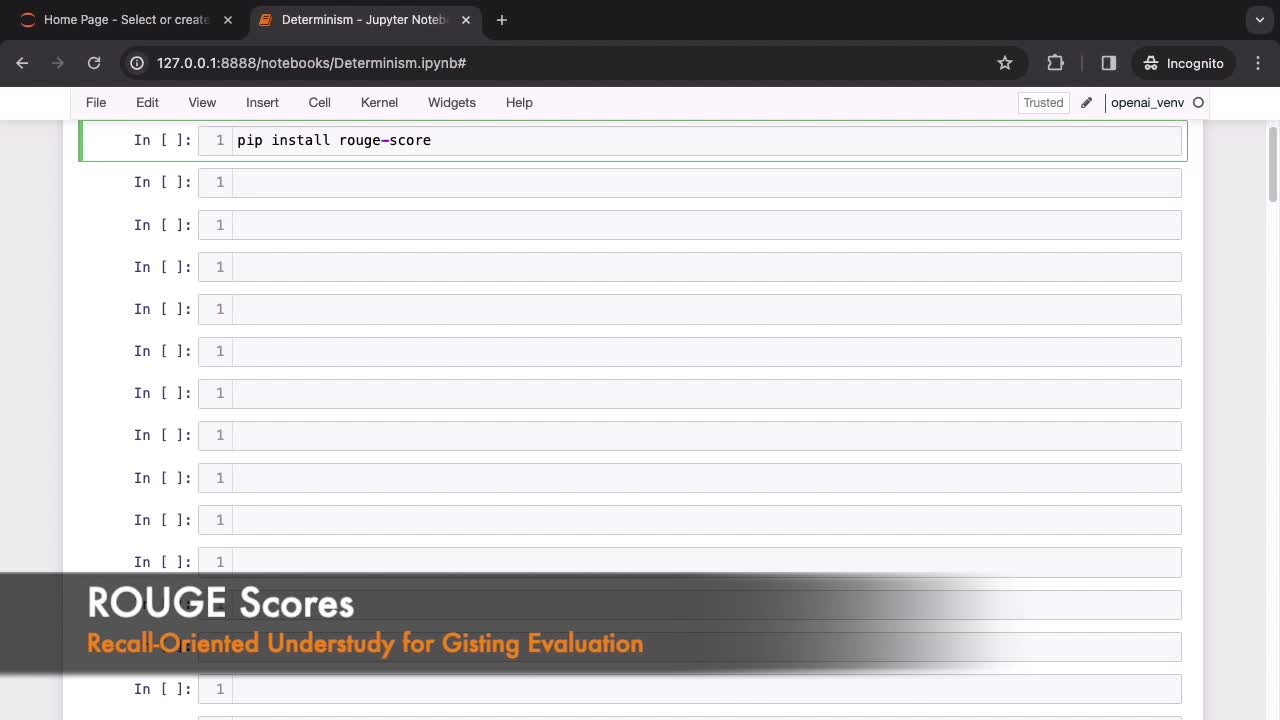 Home Page - Select or create
Determinism - Jupyter Noteb
127.0.0.1:8888/notebooks/Determinism.ipynb#
Incognito
File Edit View Insert Cell Kernel Widgets Help
Trusted
openai_venv
In [ ]: 1 pip install rouge-score
In [ ]: 1
In [ ]: 1
In [ ]: 1
In [ ]: 1
In [ ]: 1
In [ ]: 1
In [ ]: 1
In [ ]: 1
In [ ]: 1
In [ ]: 1
ROUGE Scores
Recall-Oriented Understudy for Gisting Evaluation
In [ ]: 1